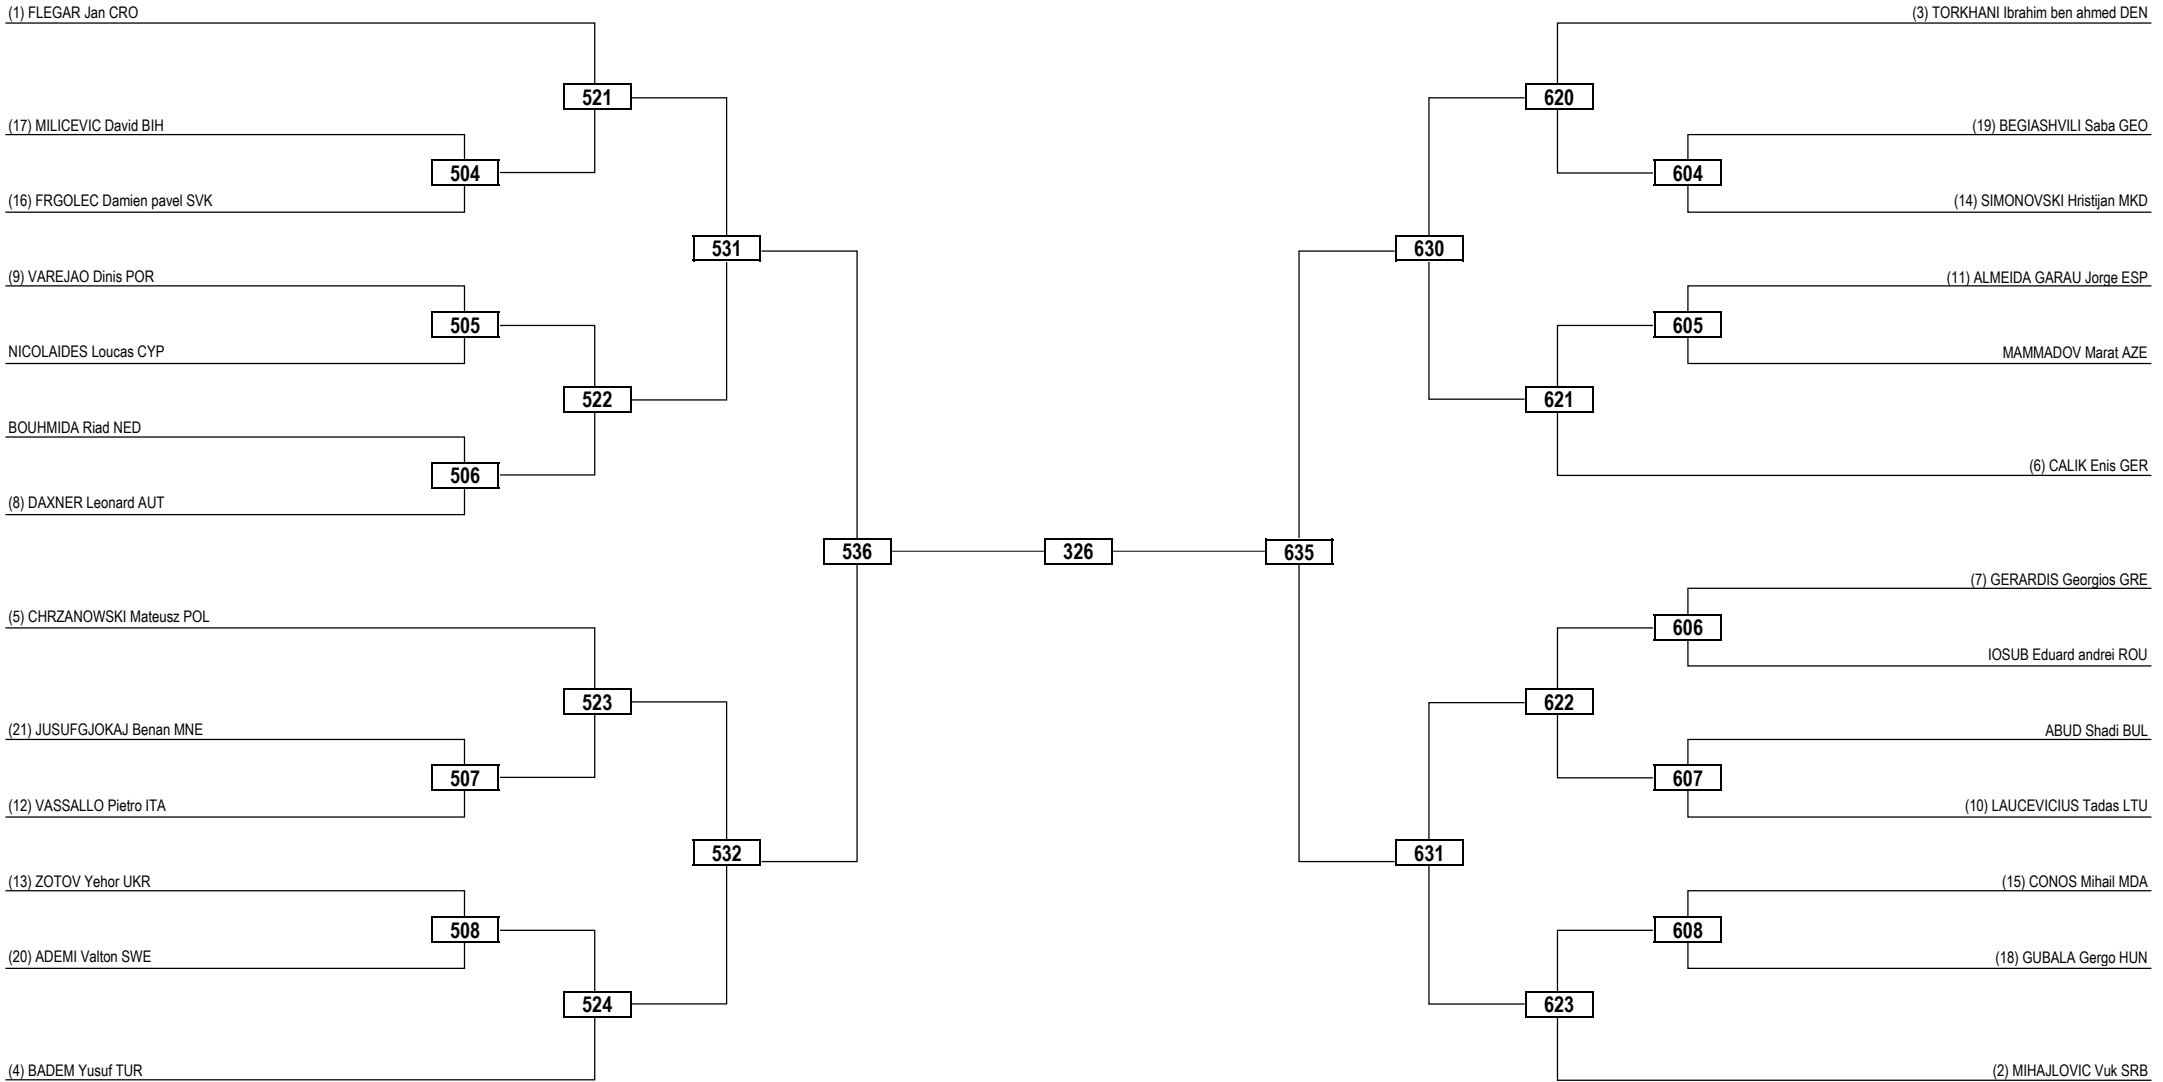 (1) FLEGAR Jan CRO
(3) TORKHANI Ibrahim ben ahmed DEN
521
620
(17) MILICEVIC David BIH
(19) BEGIASHVILI Saba GEO
504
604
(16) FRGOLEC Damien pavel SVK
(14) SIMONOVSKI Hristijan MKD
531
630
(9) VAREJAO Dinis POR
(11) ALMEIDA GARAU Jorge ESP
505
605
NICOLAIDES Loucas CYP
MAMMADOV Marat AZE
522
621
BOUHMIDA Riad NED
506
(6) CALIK Enis GER
(8) DAXNER Leonard AUT
536
326
635
(7) GERARDIS Georgios GRE
(5) CHRZANOWSKI Mateusz POL
606
IOSUB Eduard andrei ROU
523
622
(21) JUSUFGJOKAJ Benan MNE
ABUD Shadi BUL
507
607
(12) VASSALLO Pietro ITA
(10) LAUCEVICIUS Tadas LTU
532
631
(13) ZOTOV Yehor UKR
(15) CONOS Mihail MDA
508
608
(20) ADEMI Valton SWE
(18) GUBALA Gergo HUN
524
623
(4) BADEM Yusuf TUR
(2) MIHAJLOVIC Vuk SRB